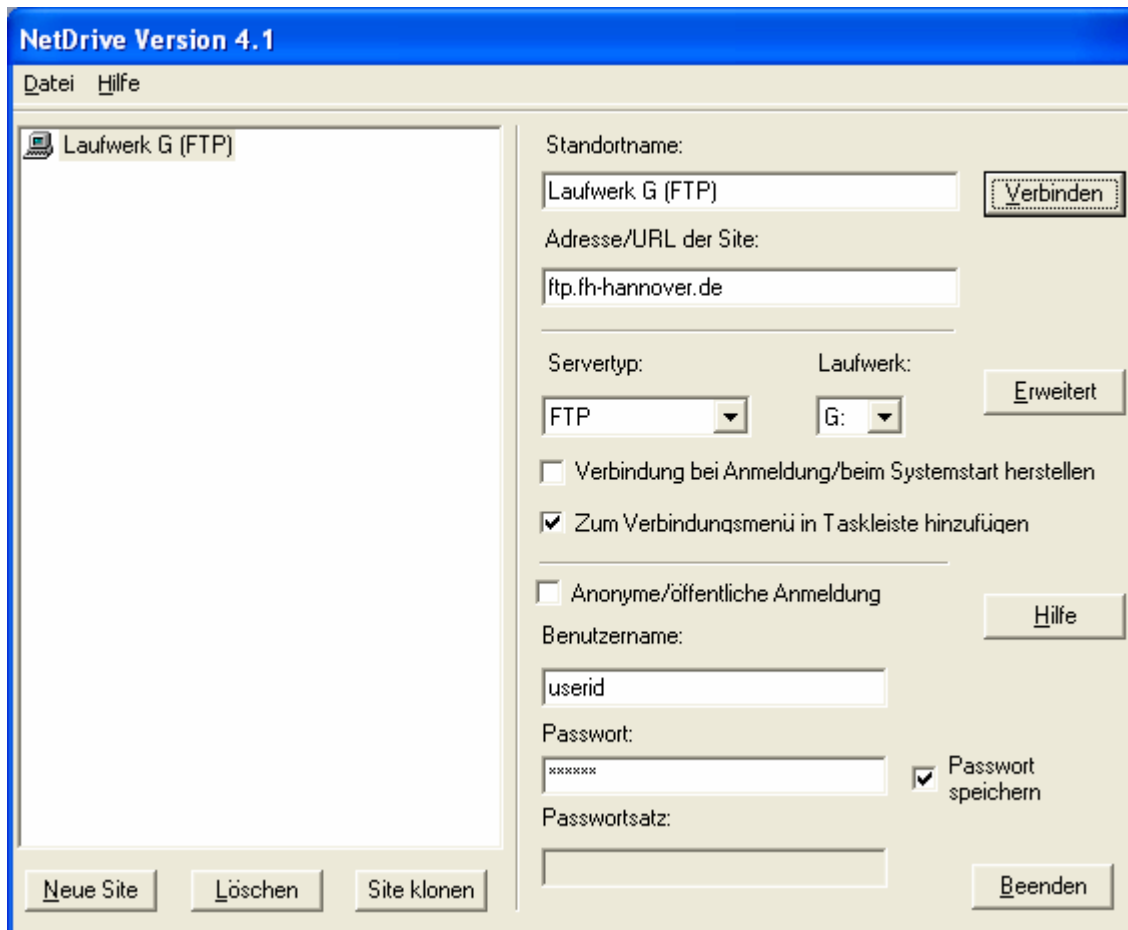 NetDrive Version 4.1
Datei Hilfe
Laufwerk G (FTP)
Neue Site Löschen Site klonen
Standortname:
Laufwerk G (FTP)
Verbinden
Adresse/URL der Site:
ftp.fh-hannover.de
Servertyp: Laufwerk:
FTP G:
Erweitert
Verbindung bei Anmeldung/beim Systemstart herstellen
Zum Verbindungsmenü in Taskleiste hinzufügen
Anonyme/öffentliche Anmeldung
Hilfe
Benutzername:
userid
Passwort:
******
Passwort
speichern
Passwortsatz:
Beenden